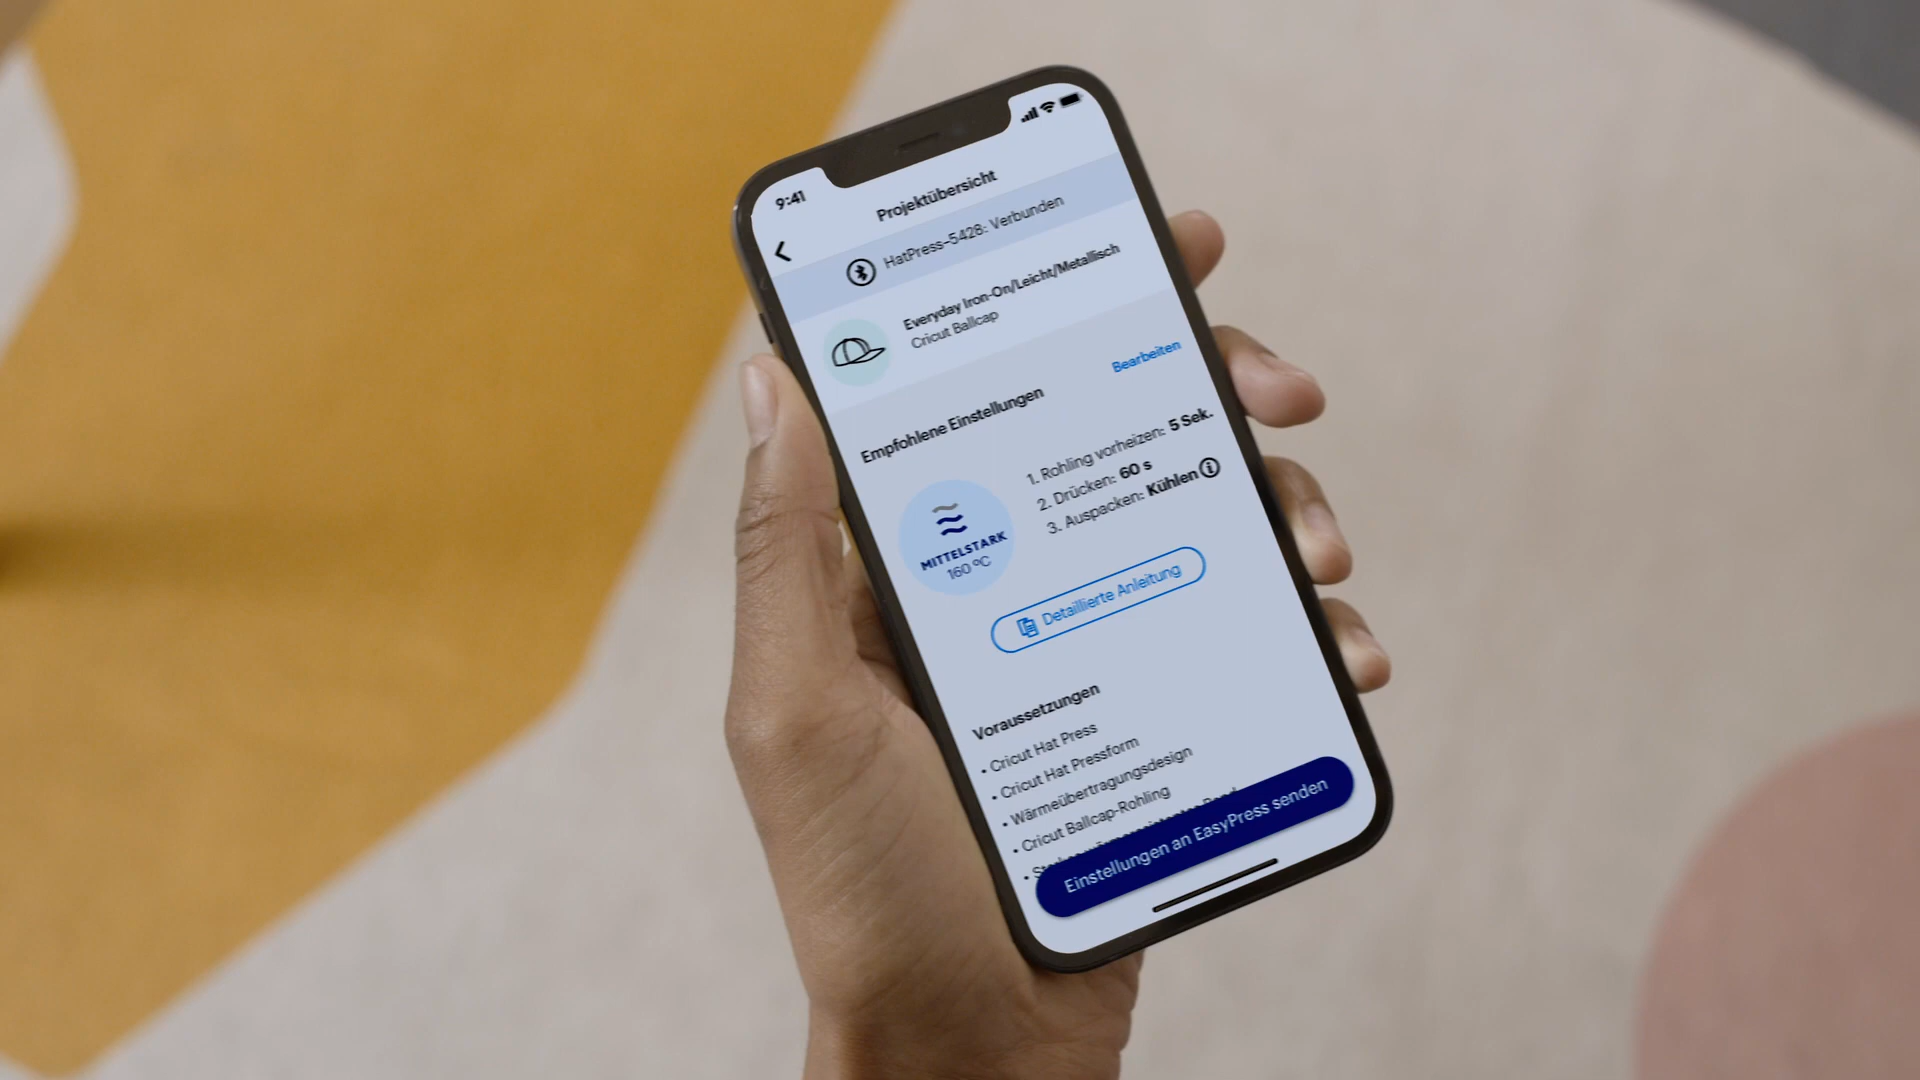 9:41
Projektübersicht
HatPress-5428: Verbunden
Everyday Iron-On/Leicht/Metallisch
Cricut Ballcap
Bearbeiten
Empfohlene Einstellungen
MITTELSTARK
160 ºC
1. Rohling vorheizen: 5 Sek.
2. Drücken: 60 s
3. Auspacken: Kühlen
Detaillierte Anleitung
Voraussetzungen
• Cricut Hat Press
• Cricut Hat Pressform
• Wärmeübertragungsdesign
• Cricut Ballcap-Rohling
Einstellungen an EasyPress senden